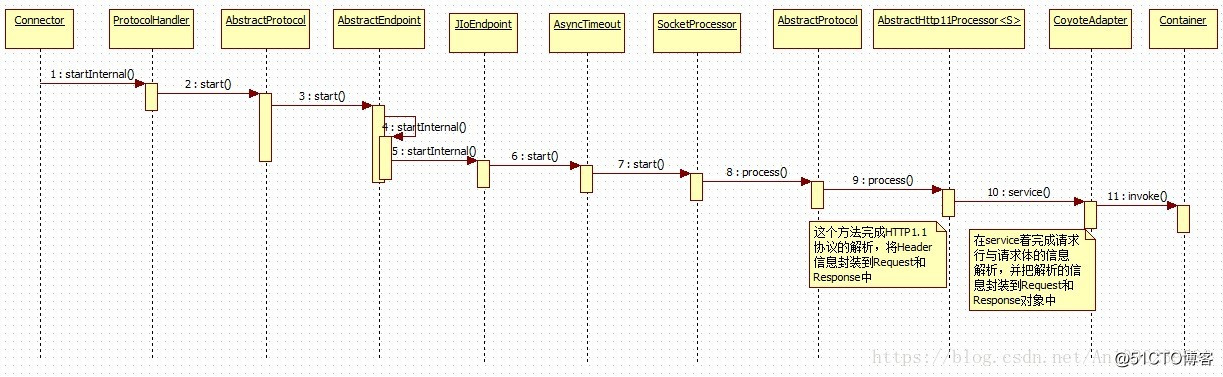 Connector
ProtocolHandler
AbstractProtocol
AbstractEndpoint
JIoEndpoint
AsyncTimeout
SocketProcessor
AbstractProtocol
AbstractHttp11Processor<S>
CoyoteAdapter
Container
1 : startInternal()
2 : start()
3 : start()
4 : startInternal()
5 : startInternal()
6 : start()
7 : start()
8 : process()
9 : process()
10 : service()
11 : invoke()
这个方法完成HTTP1.1
协议的解析，将Header
信息封装到Request和
Response中
在service着完成请求
行与请求体的信息
解析，并把解析的信
息封装到Request和
Response对象中
https://blog.csdn.net/An
@51CTO博客